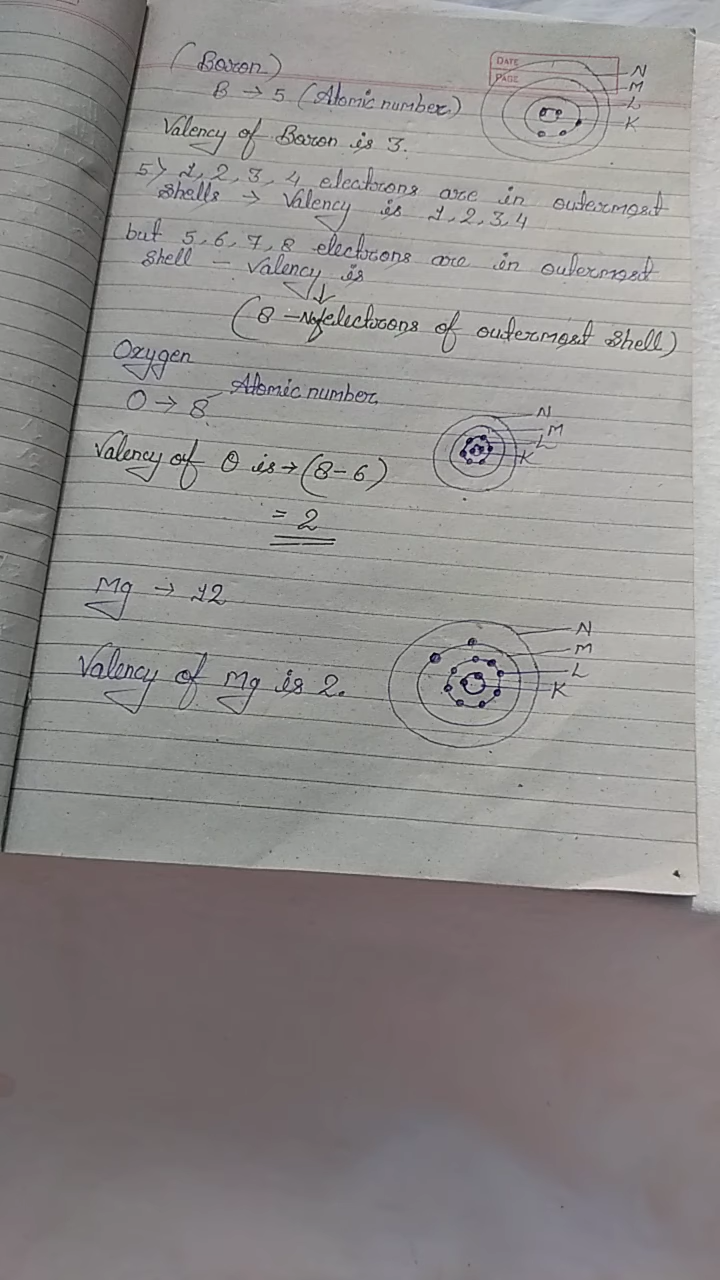 (Boron)
DATE
PAGE
B → 5 (Atomic number)
N
M
L
K
Valency of Boron is 3.
5) 1, 2, 3, 4 electrons are in outermost
shells → Valency is 1, 2, 3, 4
but 5, 6, 7, 8 electrons are in outermost
shell – Valency is
↓
(8 – No of electrons of outermost shell)
Oxygen
O → 8 Atomic number
N
M
L
K
Valency of O is → (8-6)
= 2
Mg → 12
N
M
L
K
Valency of Mg is 2.